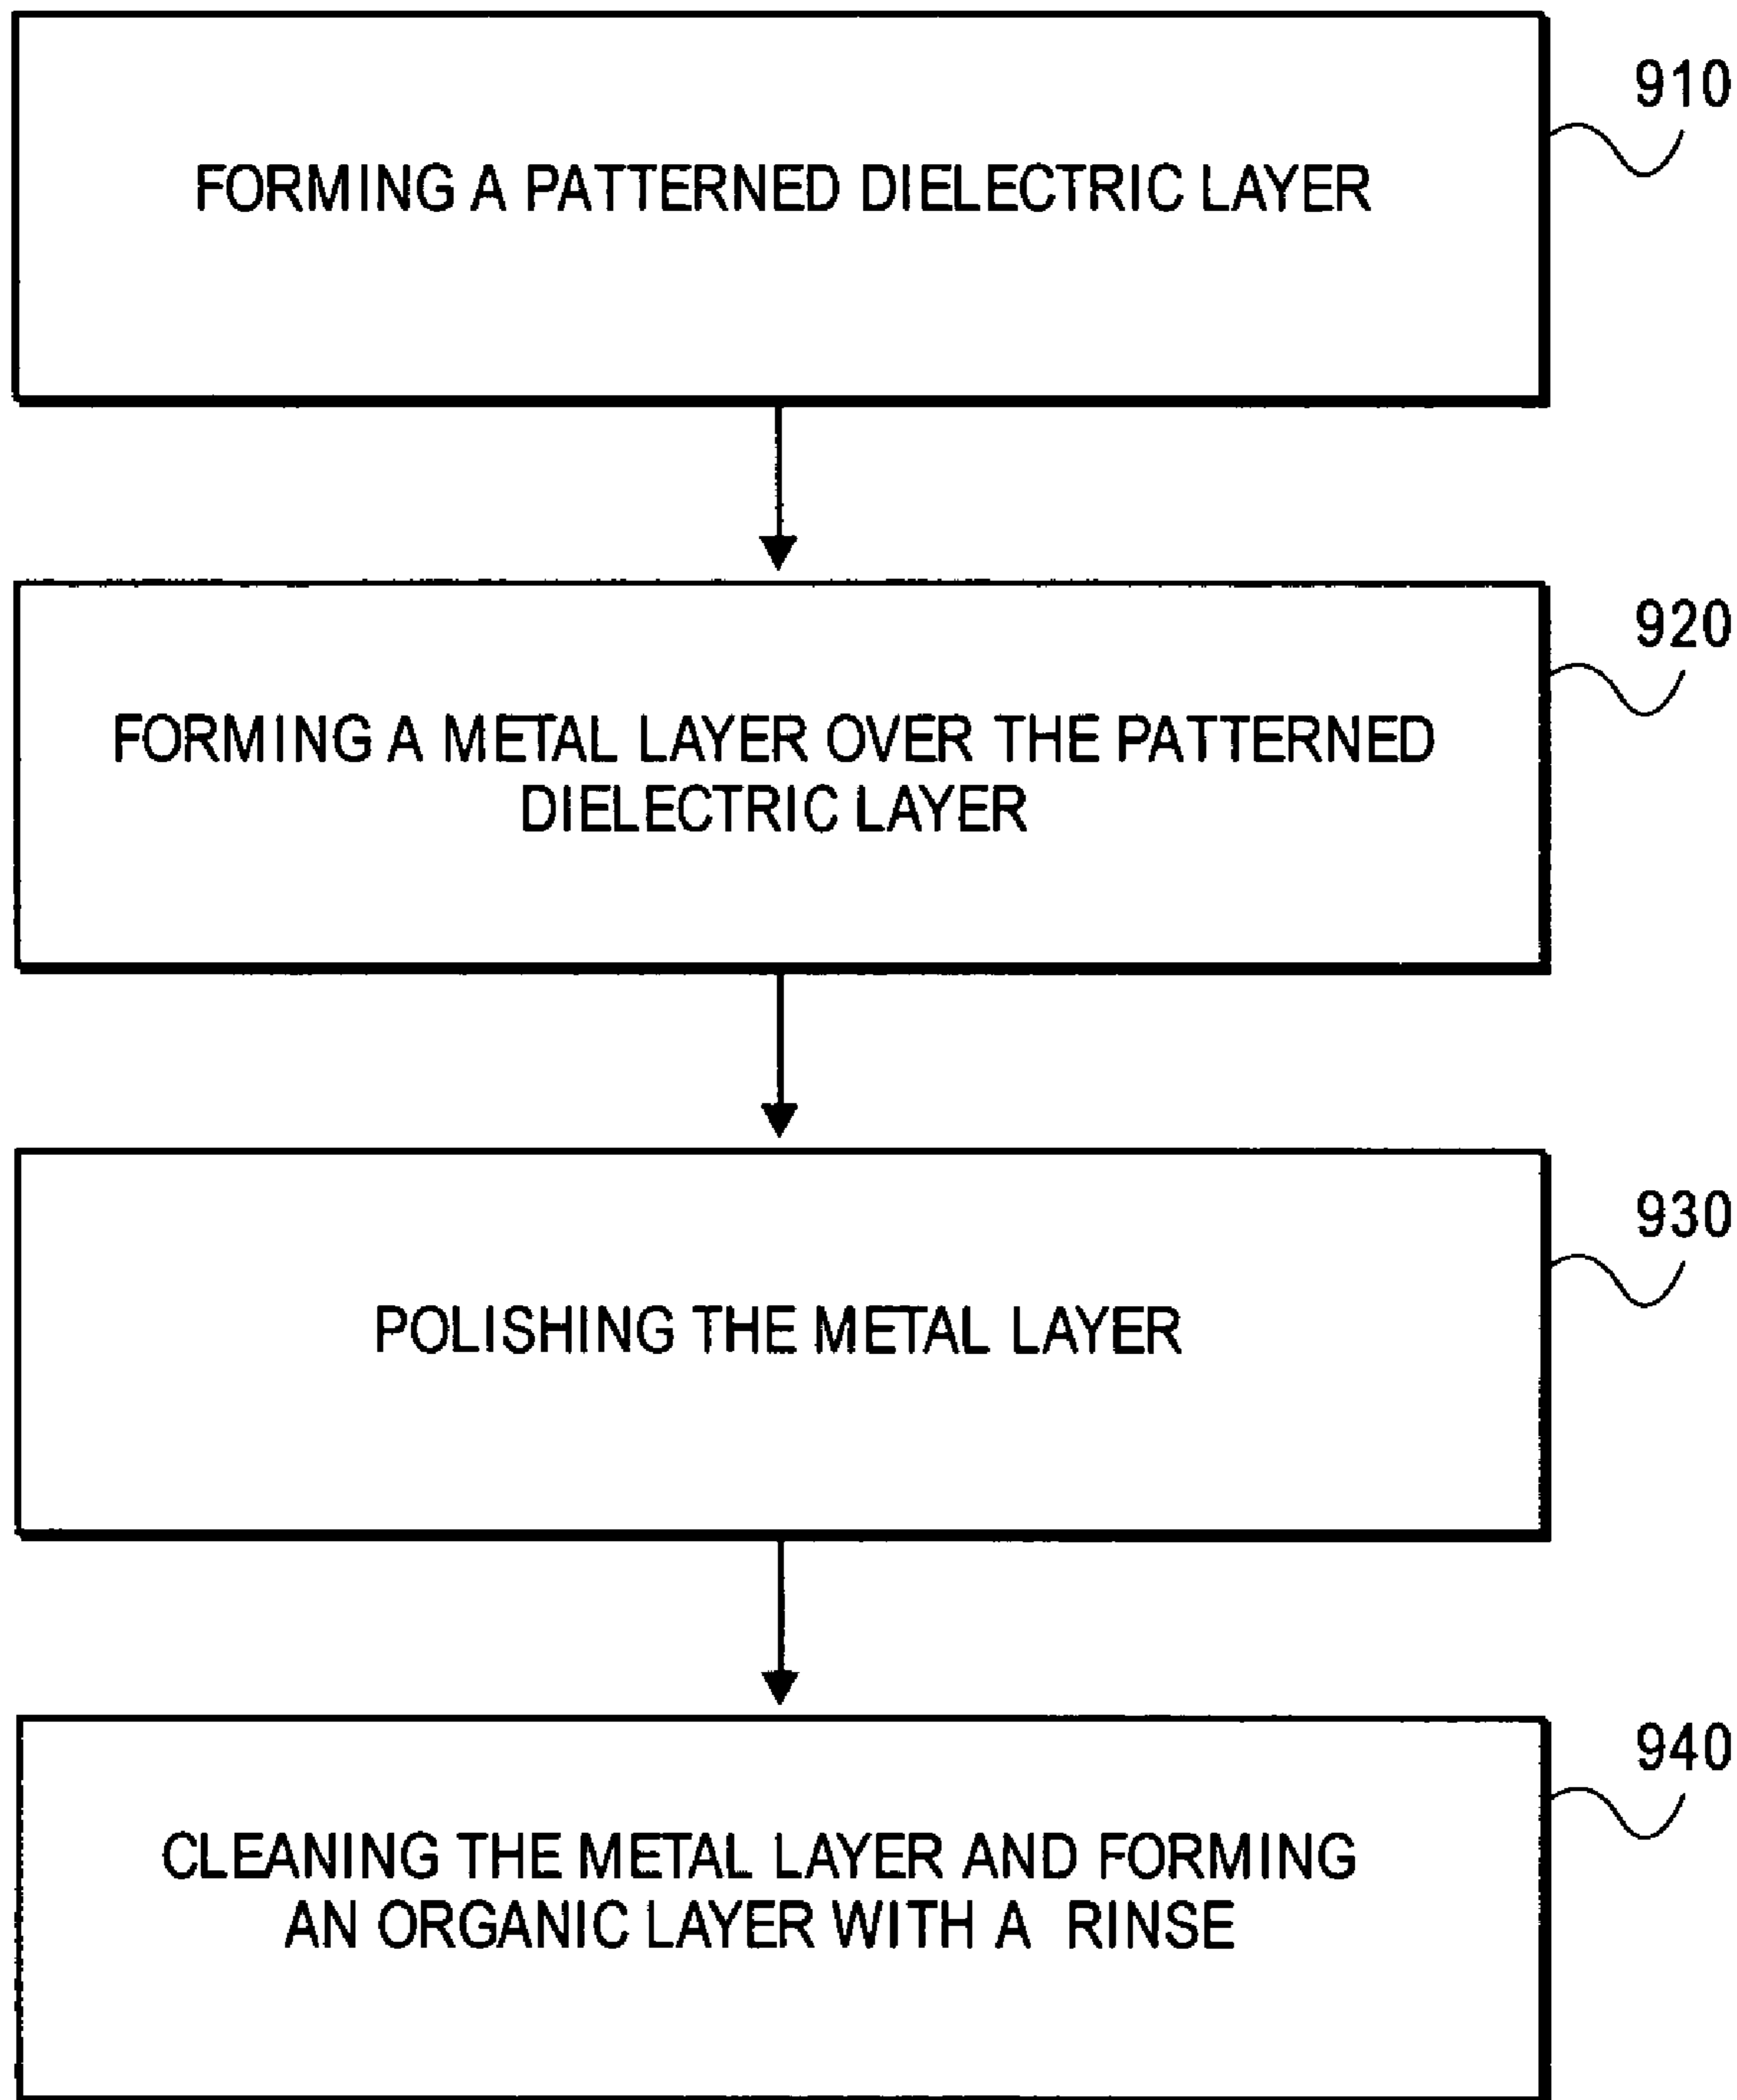 910
FORMING A PATTERNED DIELECTRIC LAYER
920
FORMING A METAL LAYER OVER THE PATTERNED
DIELECTRIC LAYER
930
POLISHING THE METAL LAYER
940
CLEANING THE METAL LAYER AND FORMING
AN ORGANIC LAYER WITH A RINSE